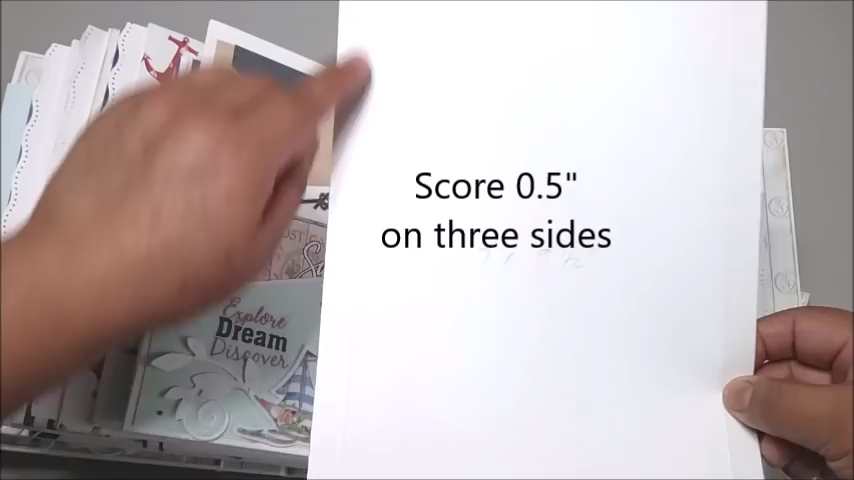 Score 0.5"
on three sides
Explore
Dream
DISCOVER